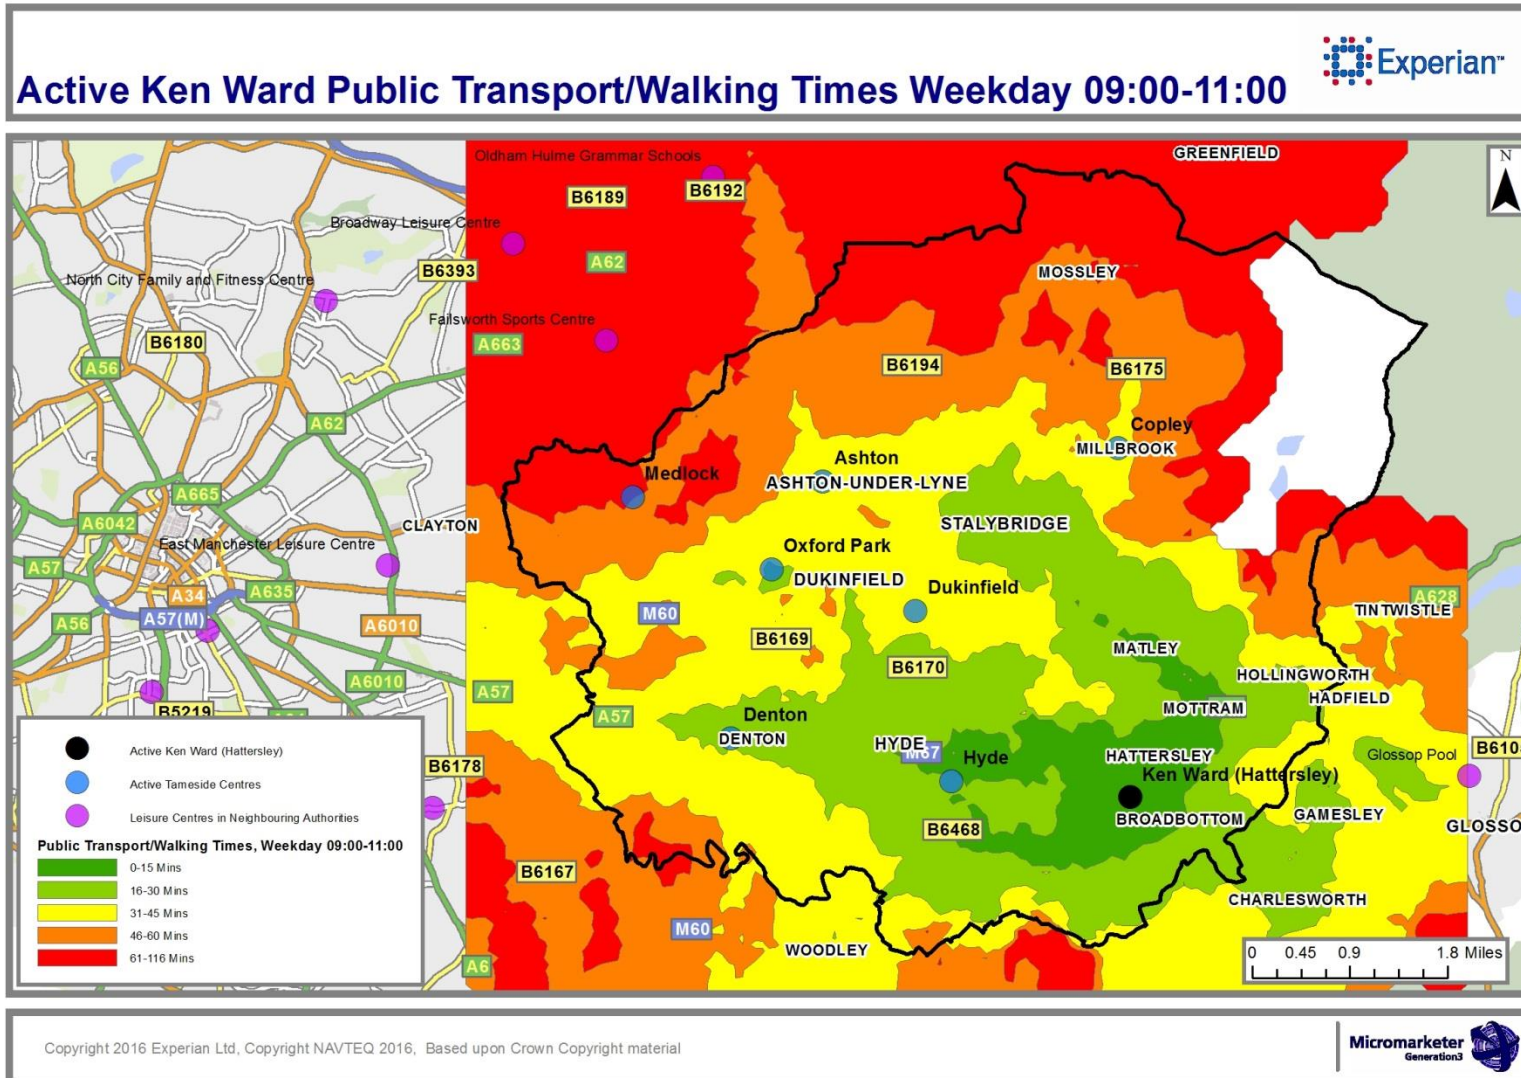 Experian™
Active Ken Ward Public Transport/Walking Times Weekday 09:00-11:00
GREENFIELD
N
Oldham Hulme Grammar Schools
B6189
B6192
Broadway Leisure Centre
A62
B6393
MOSSLEY
North City Family and Fitness Centre
Failsworth Sports Centre
B6180
A663
A56
B6194
B6175
A62
Copley
MILLBROOK
Ashton
Medlock
ASHTON-UNDER-LYNE
A665
A6042
CLAYTON
STALYBRIDGE
East Manchester Leisure Centre
Oxford Park
A57
DUKINFIELD
Dukinfield
A635
A34
A628
TINTWISTLE
A57(M)
M60
A56
A6010
B6169
MATLEY
B6170
HOLLINGWORTH
A6010
A57
HADFIELD
B5219
MOTTRAM
A57
Denton
DENTON
HYDE
M67
Hyde
HATTERSLEY
Glossop Pool
B6178
Ken Ward (Hattersley)
BROADBOTTOM
GAMESLEY
B6468
B6167
CHARLESWORTH
M60
WOODLEY
A6
Active Ken Ward (Hattersley)
Active Tameside Centres
Leisure Centres in Neighbouring Authorities
Public Transport/Walking Times, Weekday 09:00-11:00
0-15 Mins
16-30 Mins
31-45 Mins
46-60 Mins
61-116 Mins
0 0.45 0.9 1.8 Miles
Copyright 2016 Experian Ltd, Copyright NAVTEQ 2016, Based upon Crown Copyright material
Micromarketer
Generation3